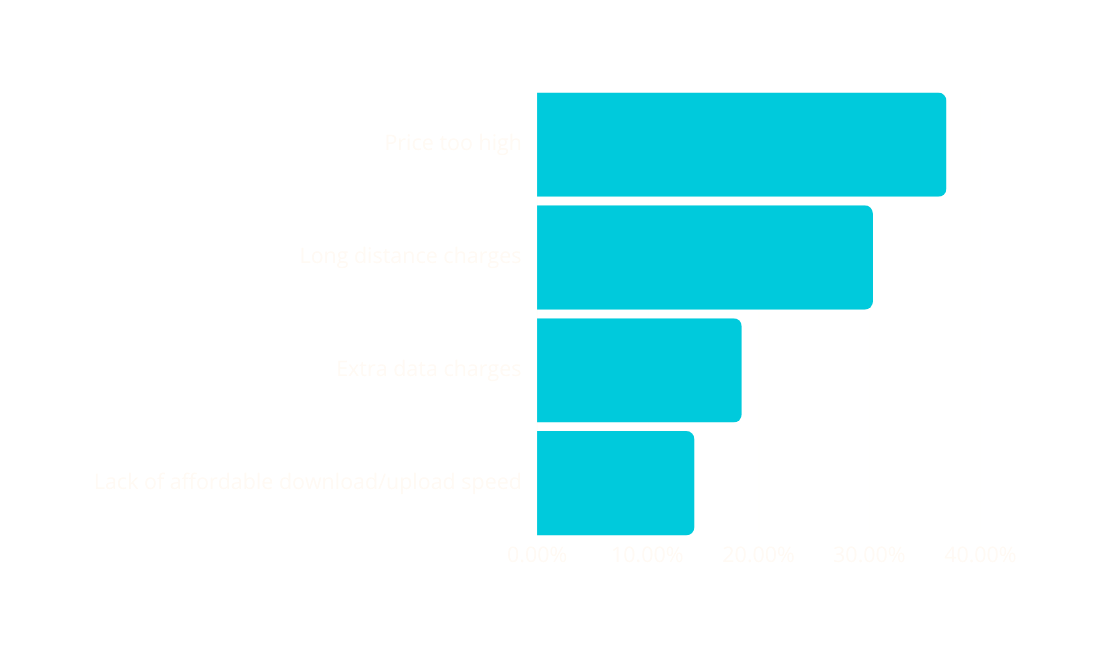 Price too high
Long distance charges
Extra data charges
Lack of affordable download/upload speed
0.00% 10.00% 20.00% 30.00% 40.00%